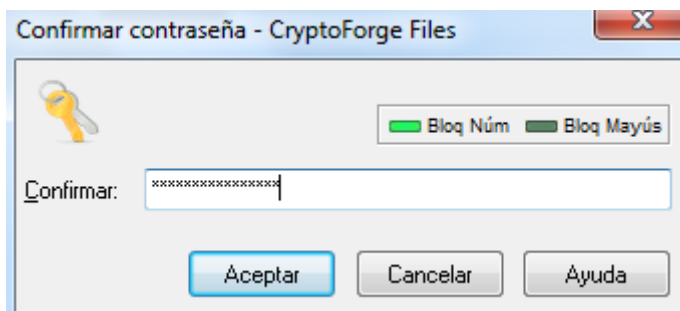 Confirmar contraseña - CryptoForge Files
Bloq Núm Bloq Mayús
Confirmar: ****************
Aceptar Cancelar Ayuda